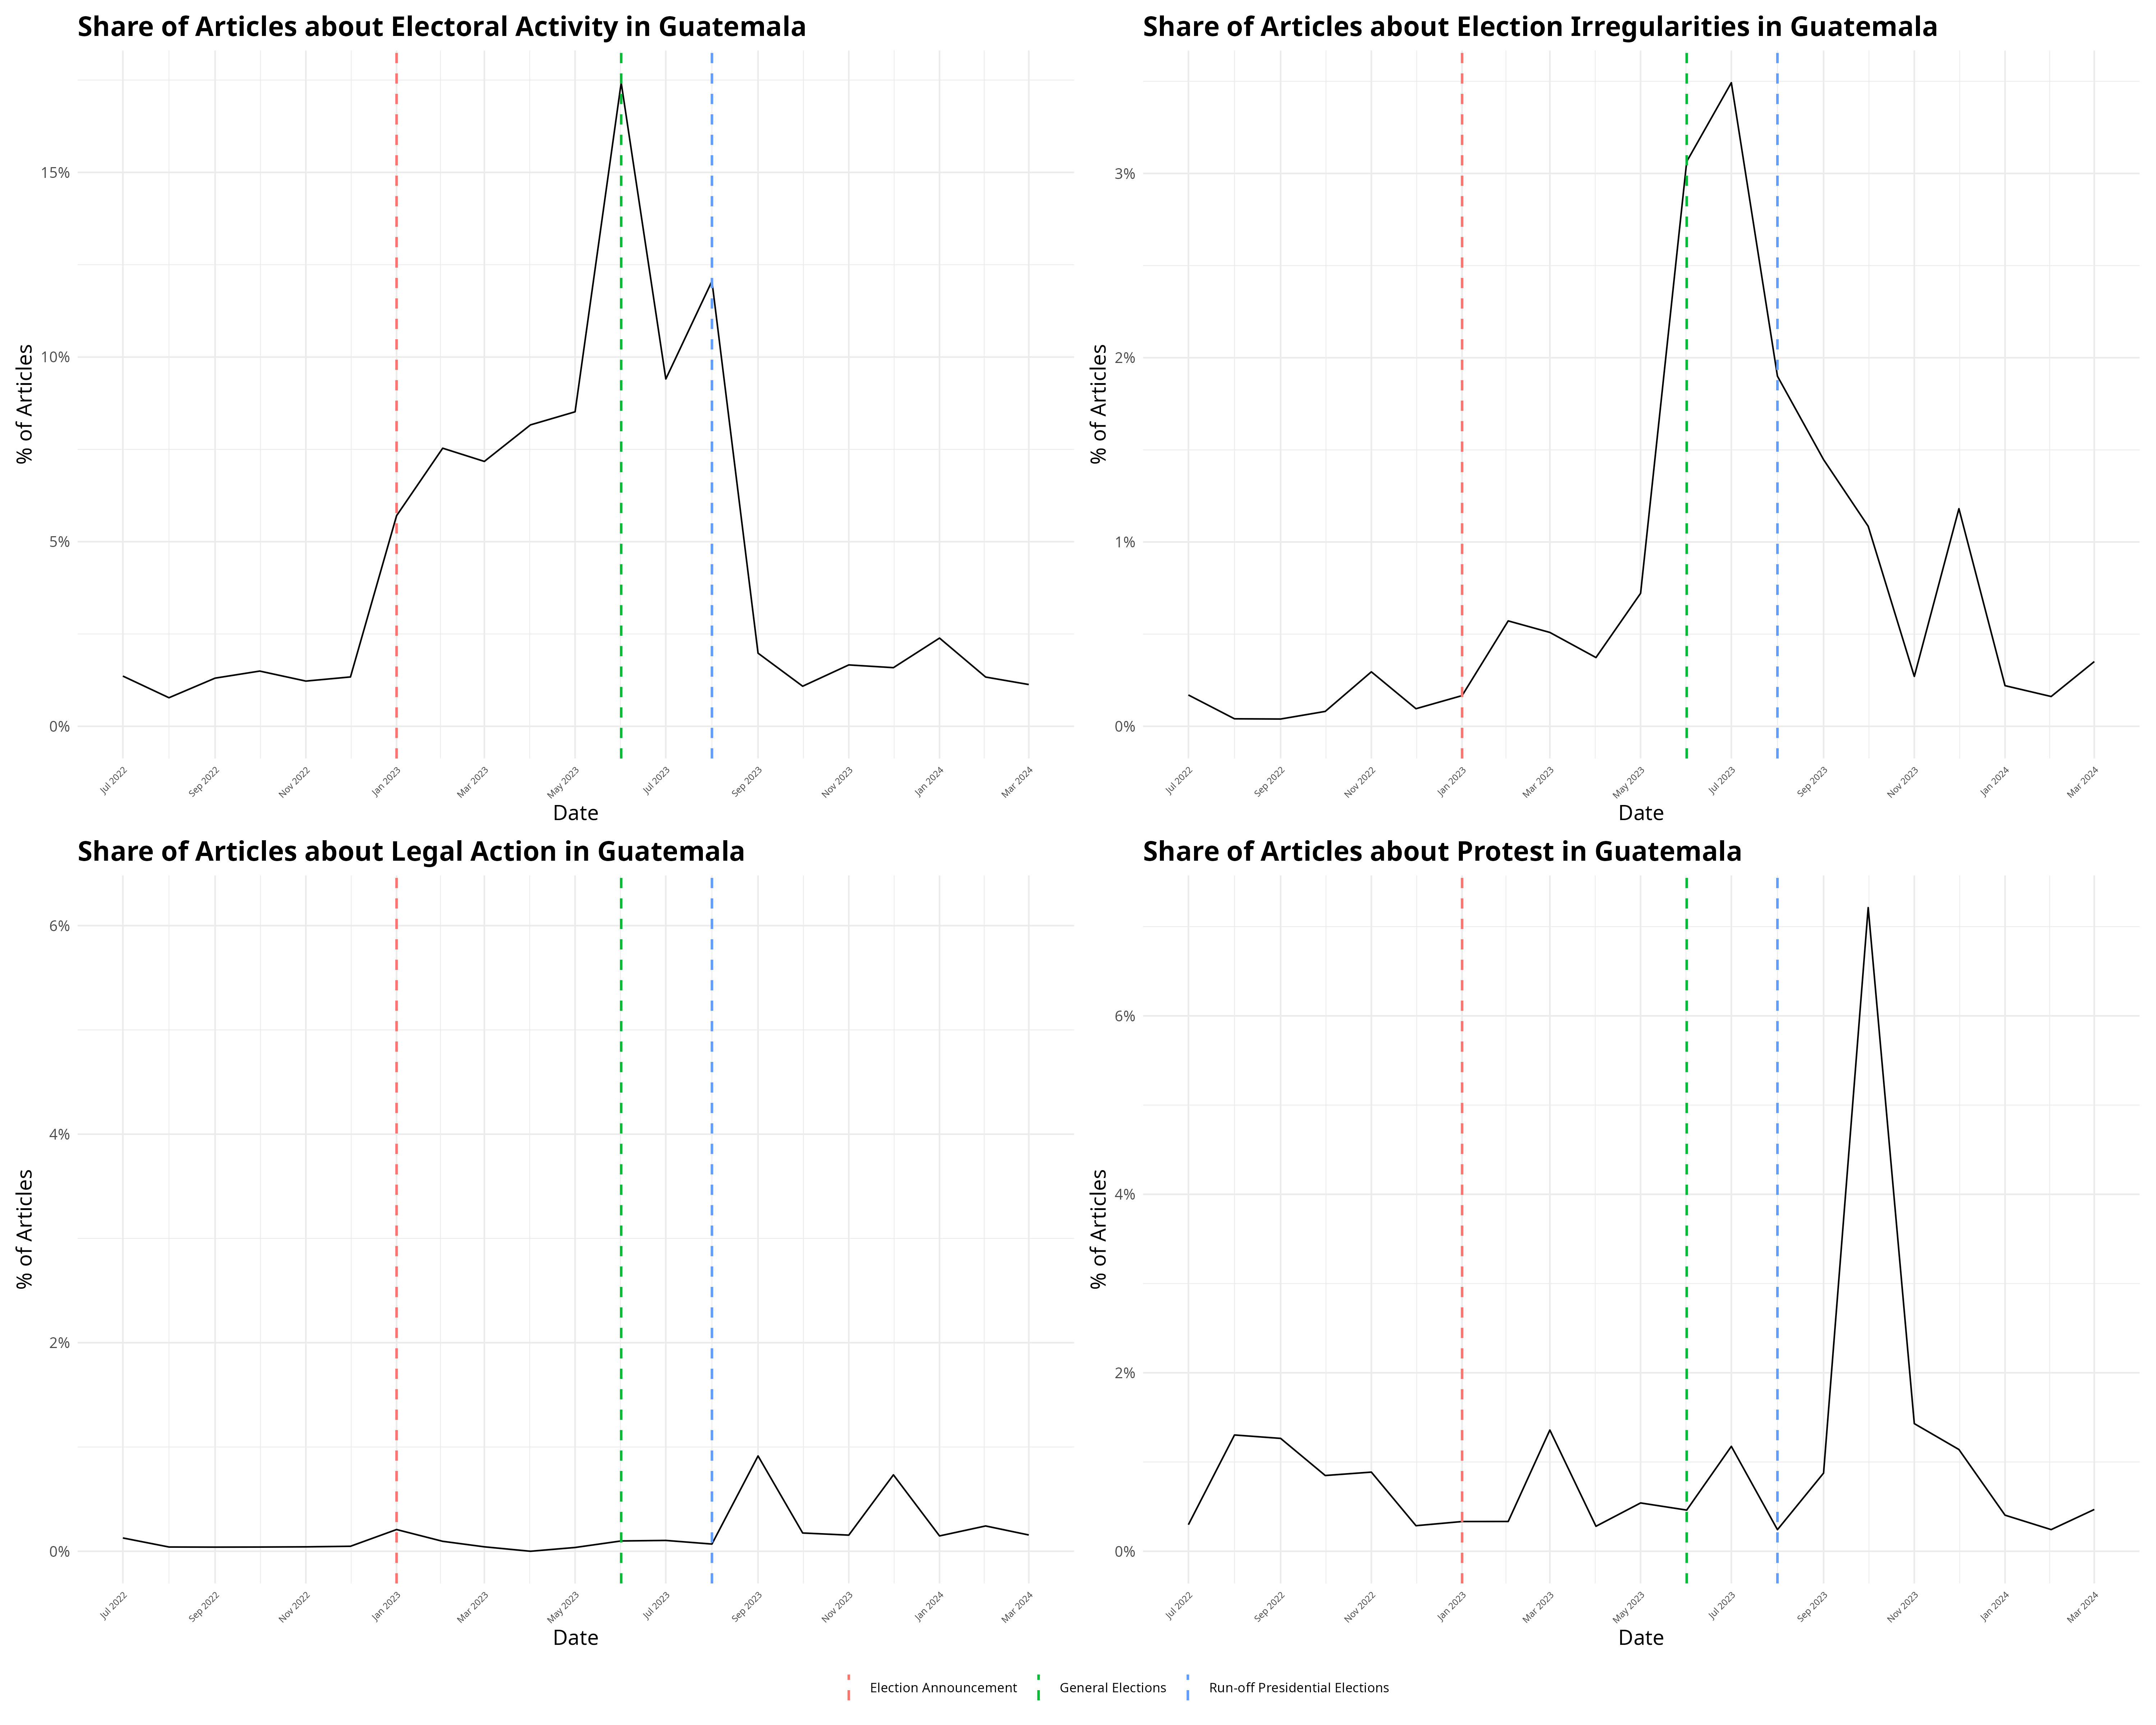 Share of Articles about Electoral Activity in Guatemala
% of Articles
15%
10%
5%
0%
Jul 2022 Sep 2022 Nov 2022 Jan 2023 Mar 2023 May 2023 Jul 2023 Sep 2023 Nov 2023 Jan 2024 Mar 2024
Date
Share of Articles about Election Irregularities in Guatemala
% of Articles
3%
2%
1%
0%
Jul 2022 Sep 2022 Nov 2022 Jan 2023 Mar 2023 May 2023 Jul 2023 Sep 2023 Nov 2023 Jan 2024 Mar 2024
Date
Share of Articles about Legal Action in Guatemala
% of Articles
6%
4%
2%
0%
Jul 2022 Sep 2022 Nov 2022 Jan 2023 Mar 2023 May 2023 Jul 2023 Sep 2023 Nov 2023 Jan 2024 Mar 2024
Date
Share of Articles about Protest in Guatemala
% of Articles
6%
4%
2%
0%
Jul 2022 Sep 2022 Nov 2022 Jan 2023 Mar 2023 May 2023 Jul 2023 Sep 2023 Nov 2023 Jan 2024 Mar 2024
Date
Election Announcement General Elections Run-off Presidential Elections